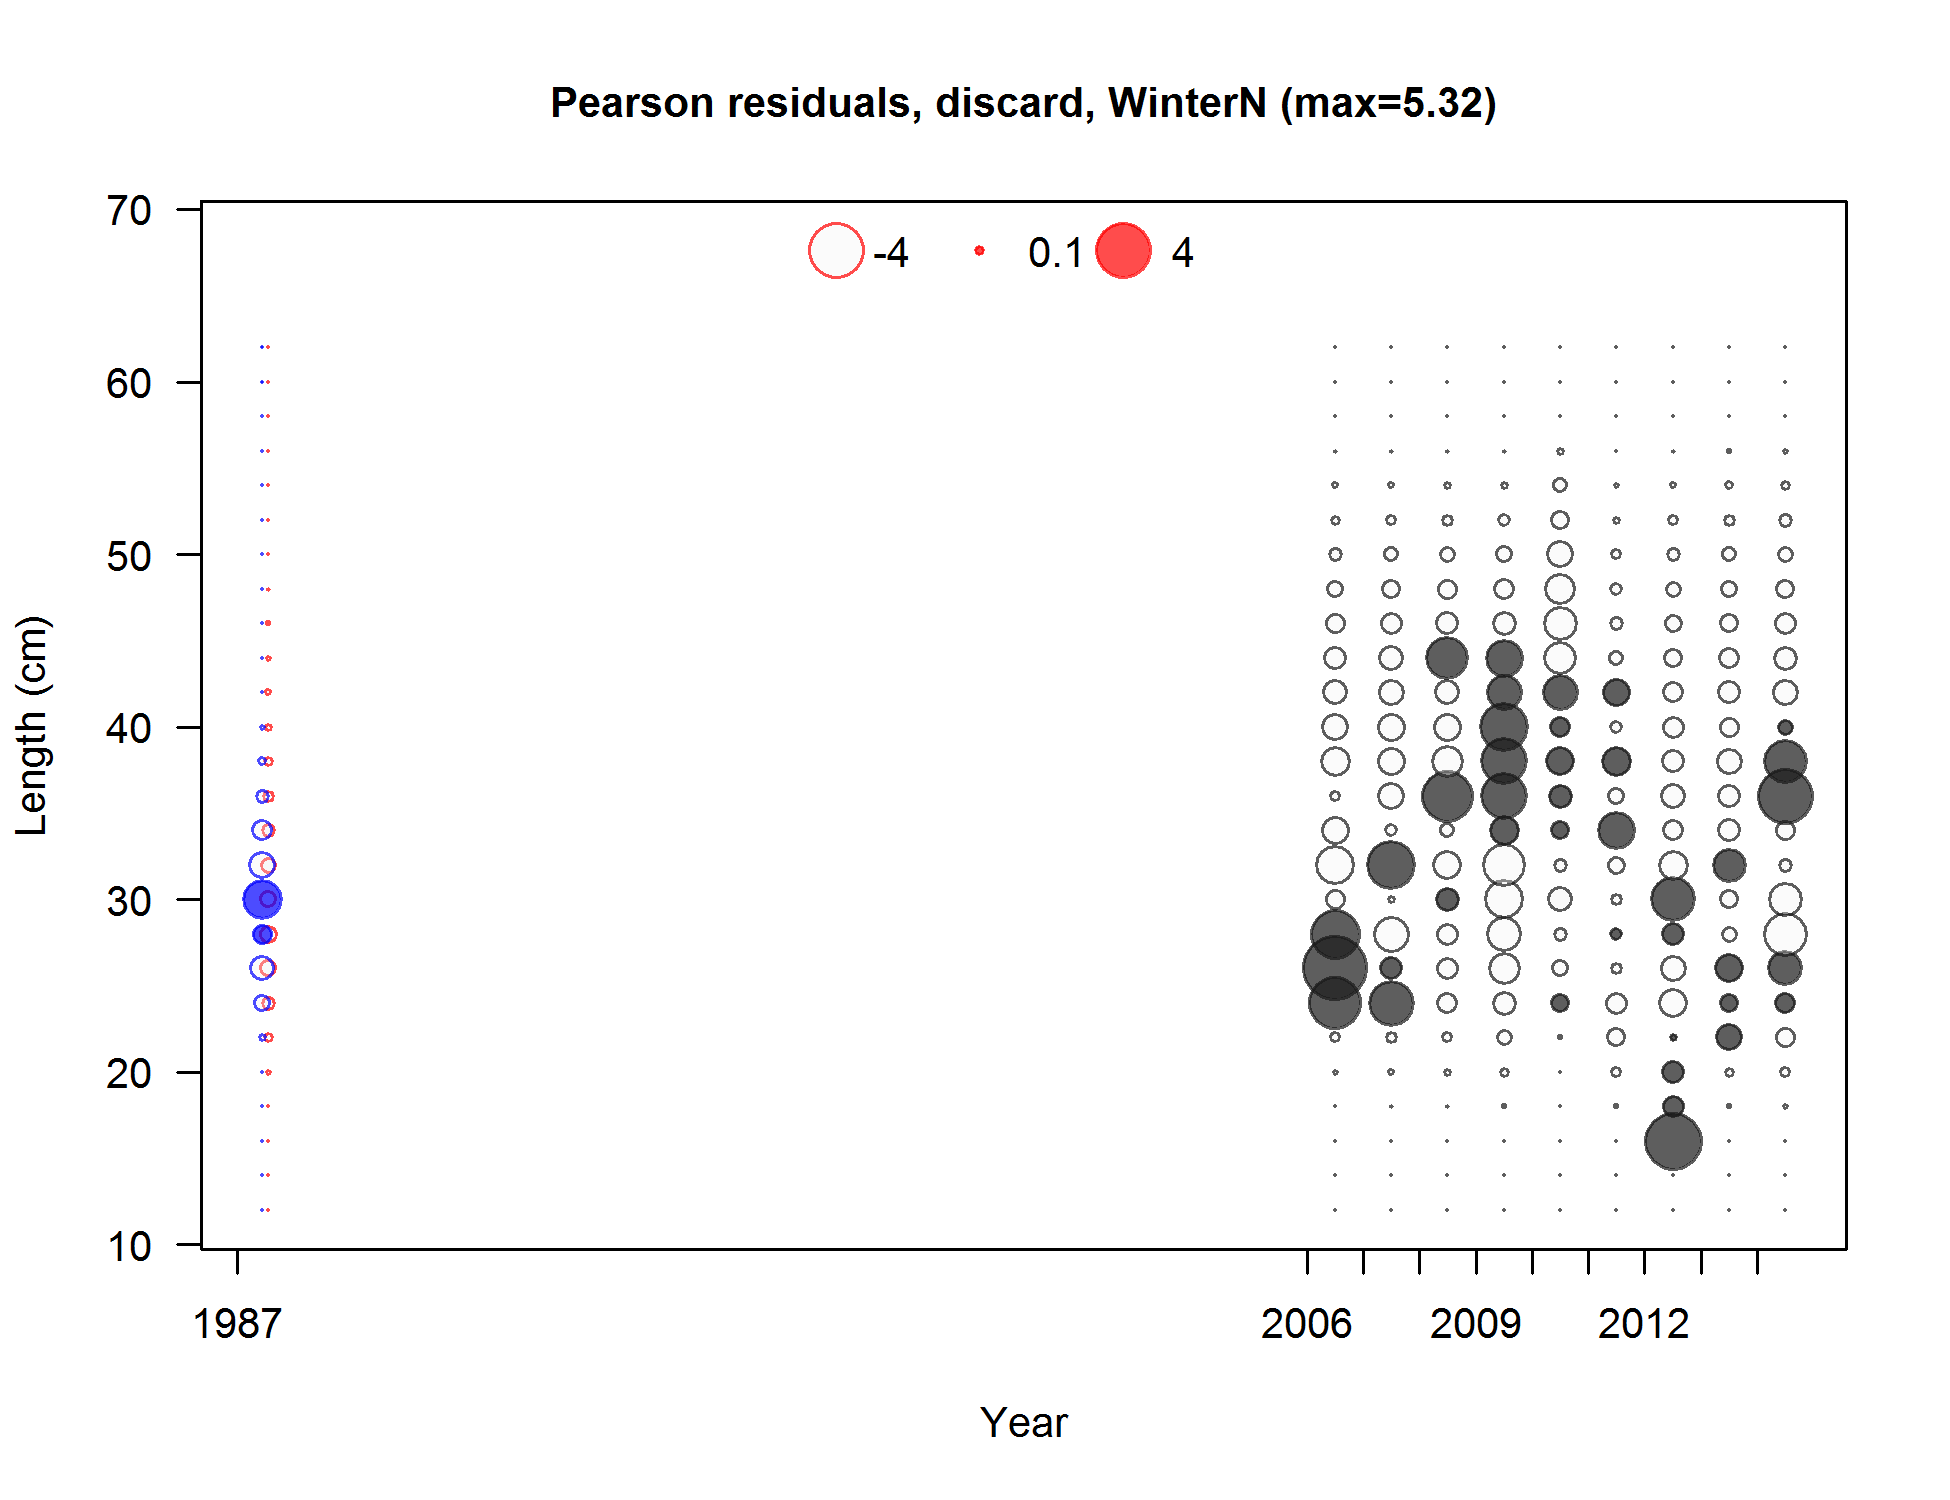 Pearson residuals, discard, WinterN (max=5.32)
-4 0.1 4
70
60
50
40
30
20
10
Length (cm)
1987 2006 2009 2012
Year